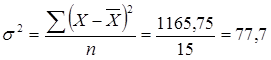 σ² = ∑(X − X̄)² / n = 1165,75 / 15 = 77,7